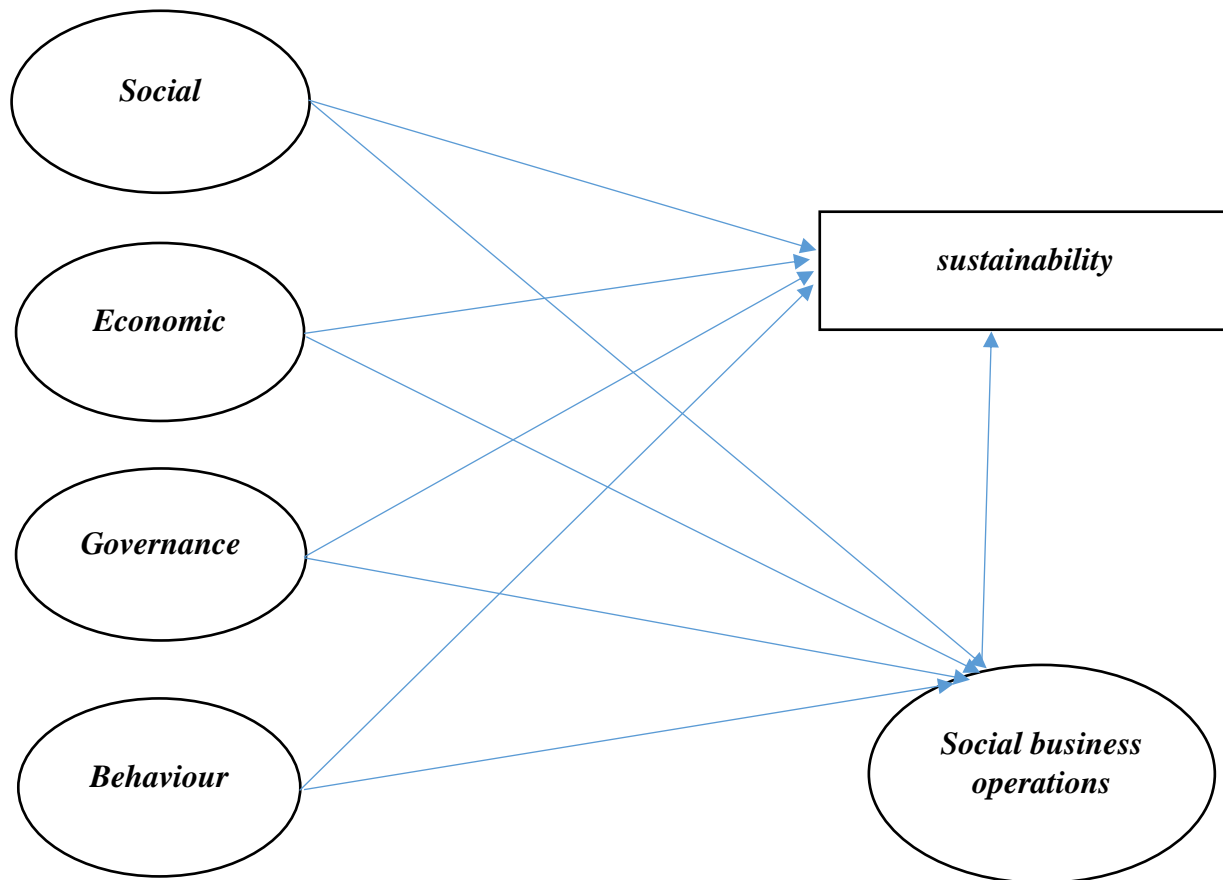 Social
sustainability
Economic
Governance
Behaviour
Social business
operations